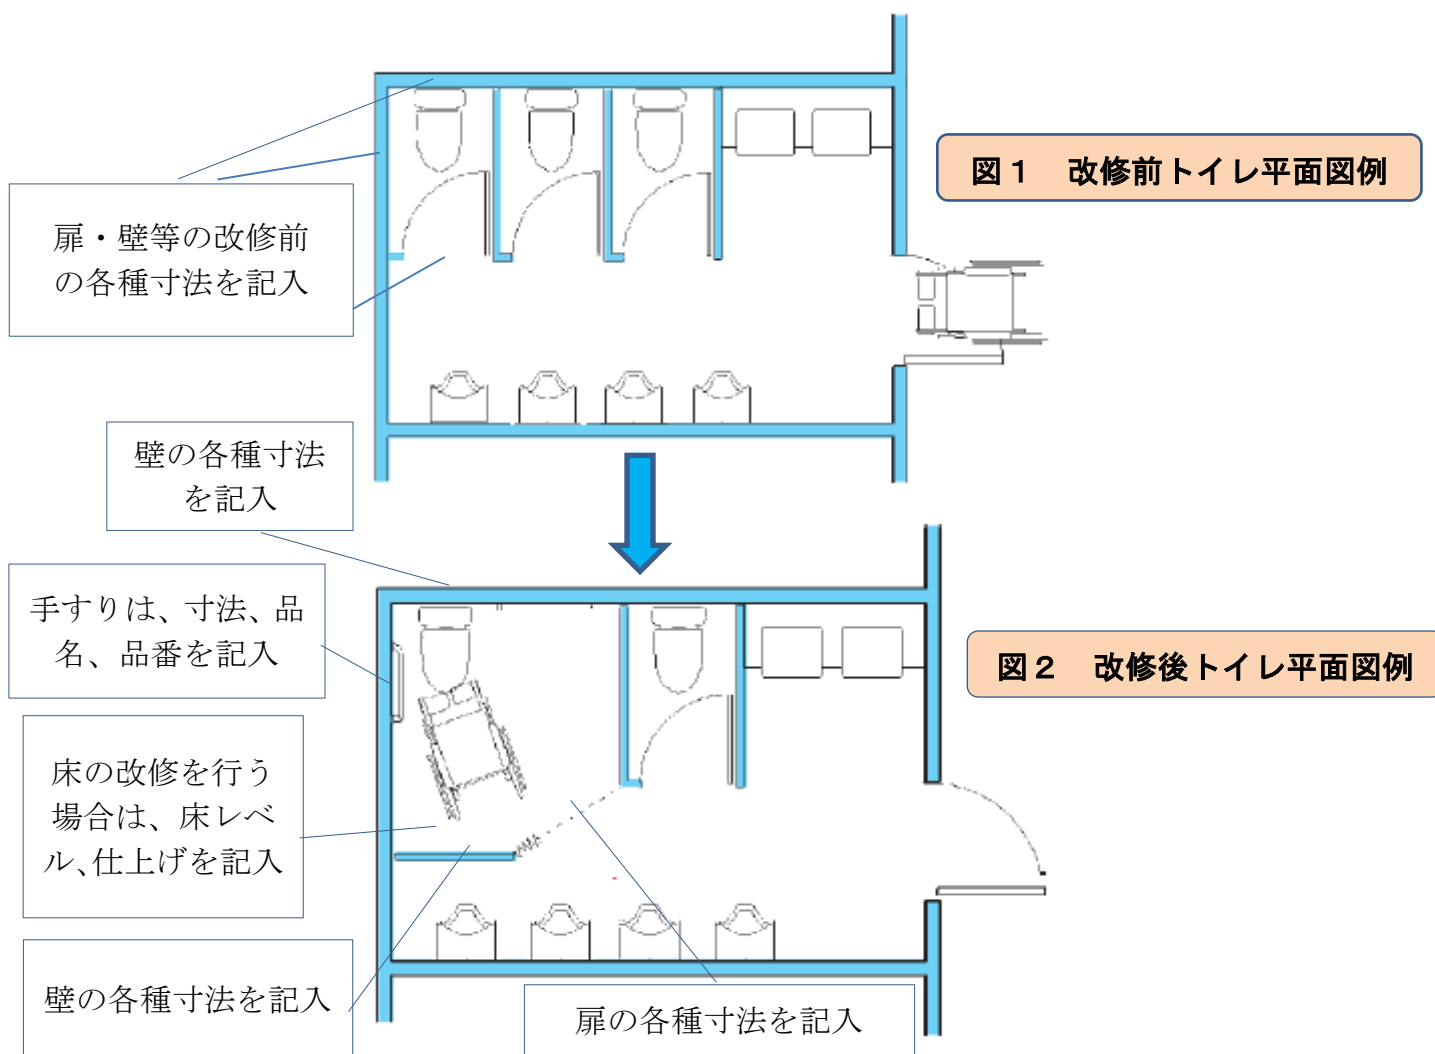 図１　改修前トイレ平面図例
扉・壁等の改修前
の各種寸法を記入
壁の各種寸法
を記入
手すりは、寸法、品
名、品番を記入
図２　改修後トイレ平面図例
床の改修を行う
場合は、床レベ
ル、仕上げを記入
壁の各種寸法を記入
扉の各種寸法を記入